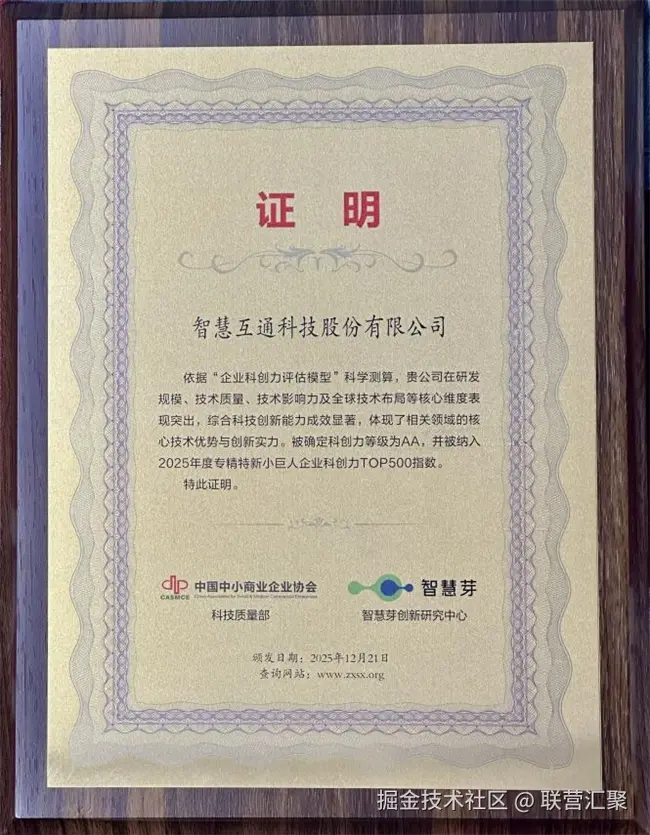 证 明
智慧互通科技股份有限公司
依据“企业科创力评估模型”科学测算，贵公司在研发
规模、技术质量、技术影响力及全球技术布局等核心维度表
现突出，综合科技创新能力成效显著，体现了相关领域的核
心技术优势与创新实力。被确定科创力等级为AA，并被纳入
2025年度专精特新小巨人企业科创力TOP500指数。
特此证明。
CASMCE 中国中小商业企业协会
China Association for Small & Medium Commercial Enterprises
科技质量部
智慧芽
智慧芽创新研究中心
颁发日期：2025年12月21日
查询网站：www.zxsx.org
掘金技术社区 @ 联营汇聚